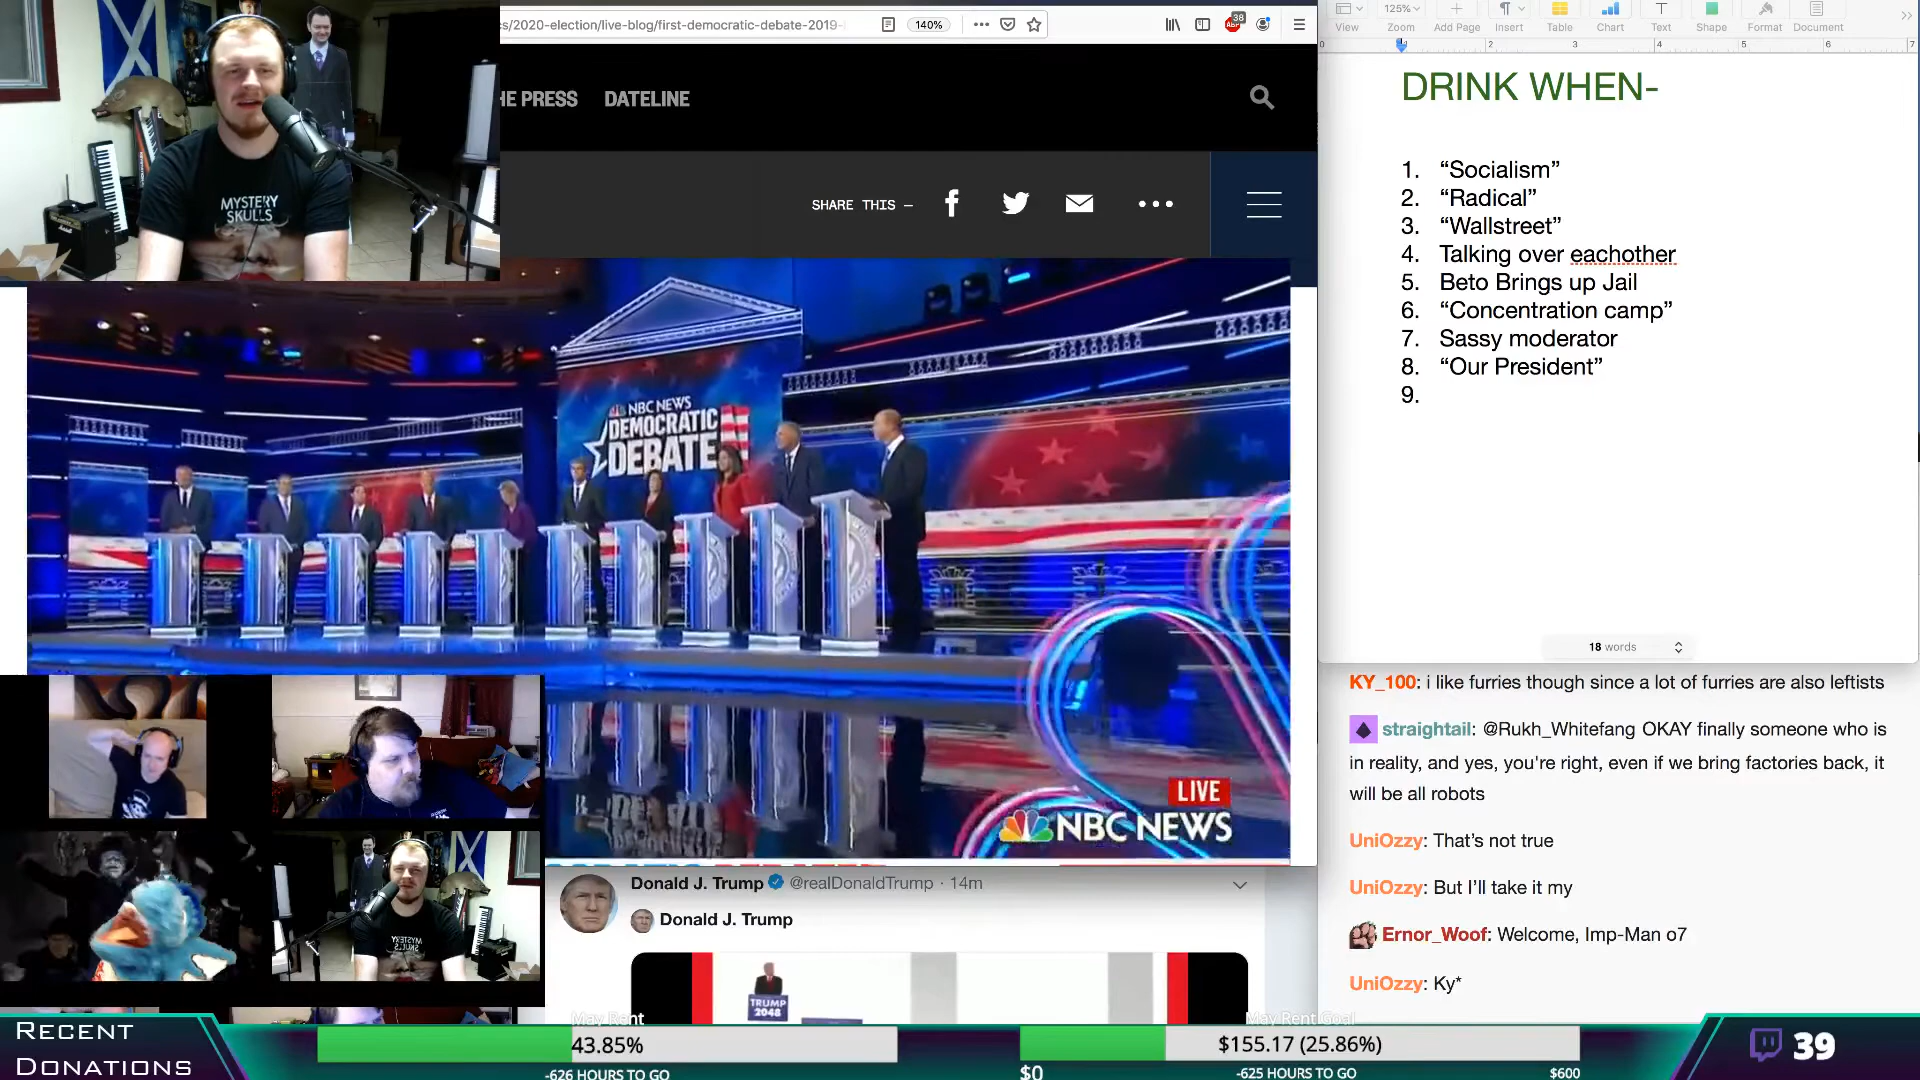 s/2020-election/live-blog/first-democratic-debate-2019-
140%
38
HE PRESS
DATELINE
SHARE THIS —
MYSTERY
SKULLS
NBC NEWS
DEMOCRATIC
DEBATE
LIVE
NBC NEWS
Donald J. Trump @realDonaldTrump · 14m
Donald J. Trump
TRUMP
2048
125%
View
Zoom
Add Page
Insert
Table
Chart
Text
Shape
Format
Document
0
2
3
4
5
6
7
DRINK WHEN-
1. “Socialism”
2. “Radical”
3. “Wallstreet”
4. Talking over eachother
5. Beto Brings up Jail
6. “Concentration camp”
7. Sassy moderator
8. “Our President”
9.
18 words
KY_100: i like furries though since a lot of furries are also leftists
straightail: @Rukh_Whitefang OKAY finally someone who is
in reality, and yes, you're right, even if we bring factories back, it
will be all robots
UniOzzy: That’s not true
UniOzzy: But I’ll take it my
Ernor_Woof: Welcome, Imp-Man o7
UniOzzy: Ky*
RECENT
DONATIONS
May Rent
43.85%
-626 HOURS TO GO
May Rent Goal
$155.17 (25.86%)
$0
-625 HOURS TO GO
$600
39